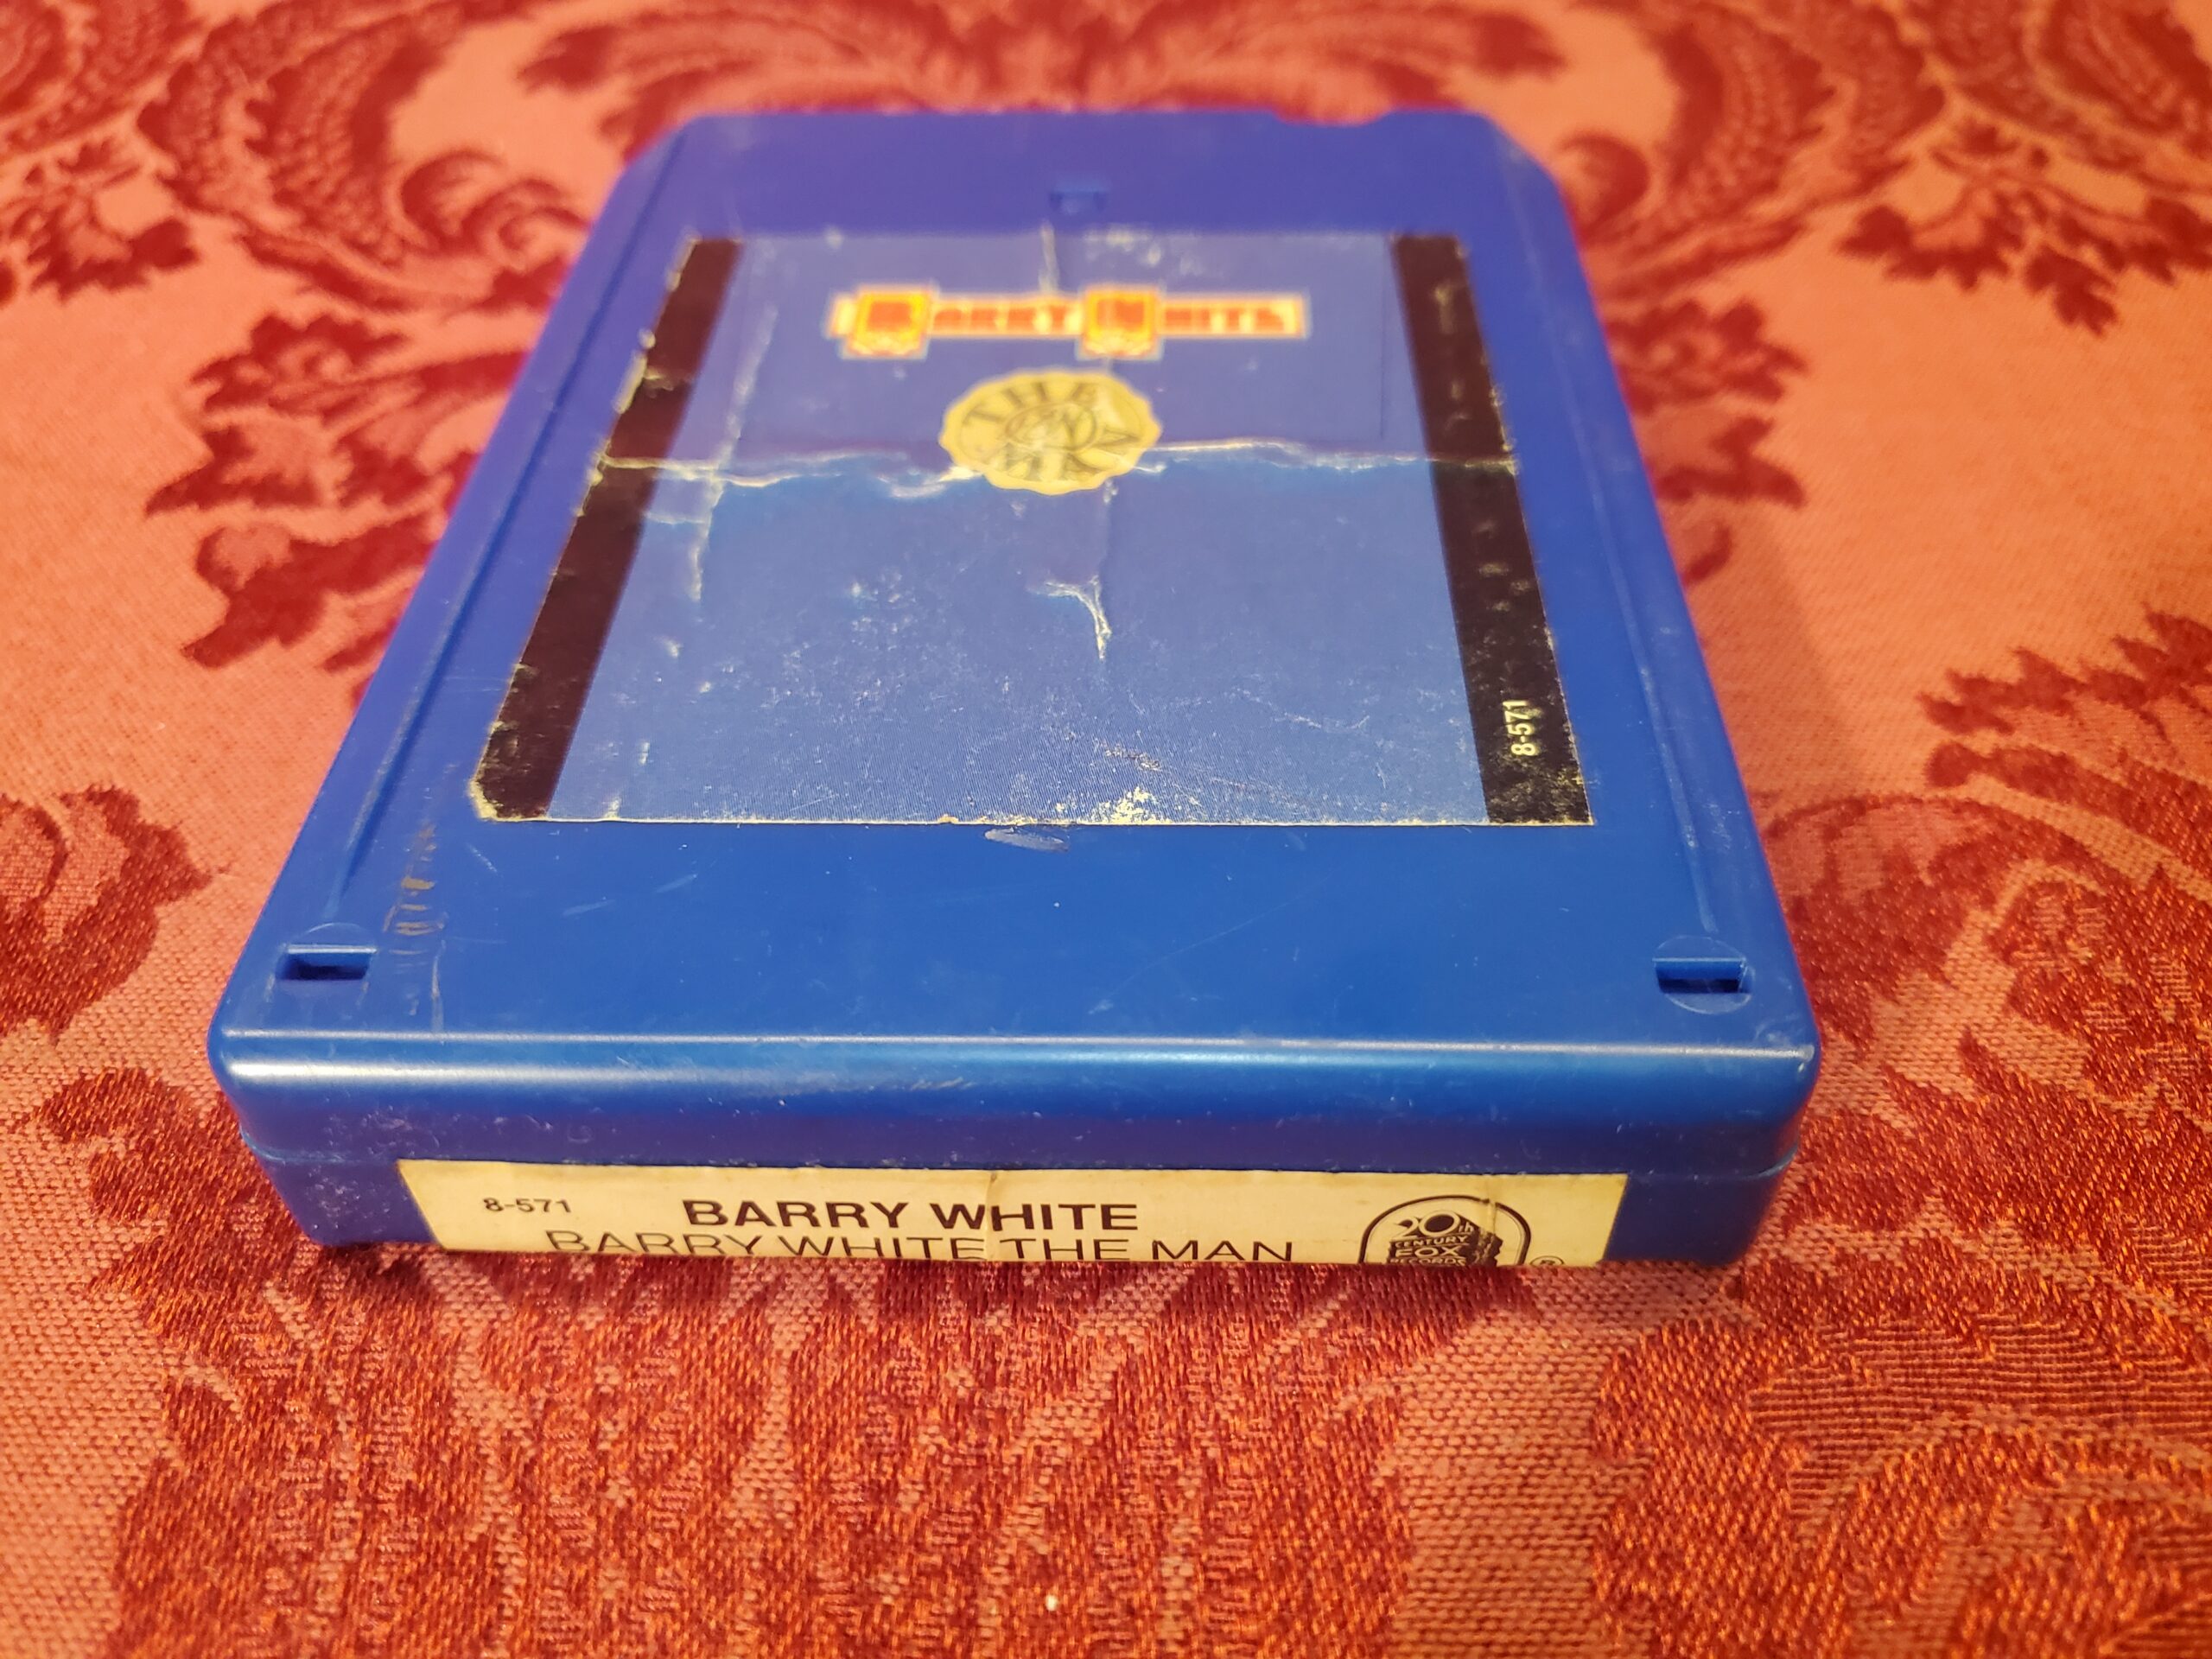 BARRY WHITE
THE
MAN
8-571
8-571
BARRY WHITE
BARRY WHITE THE MAN
20th
CENTURY
FOX
RECORDS
®